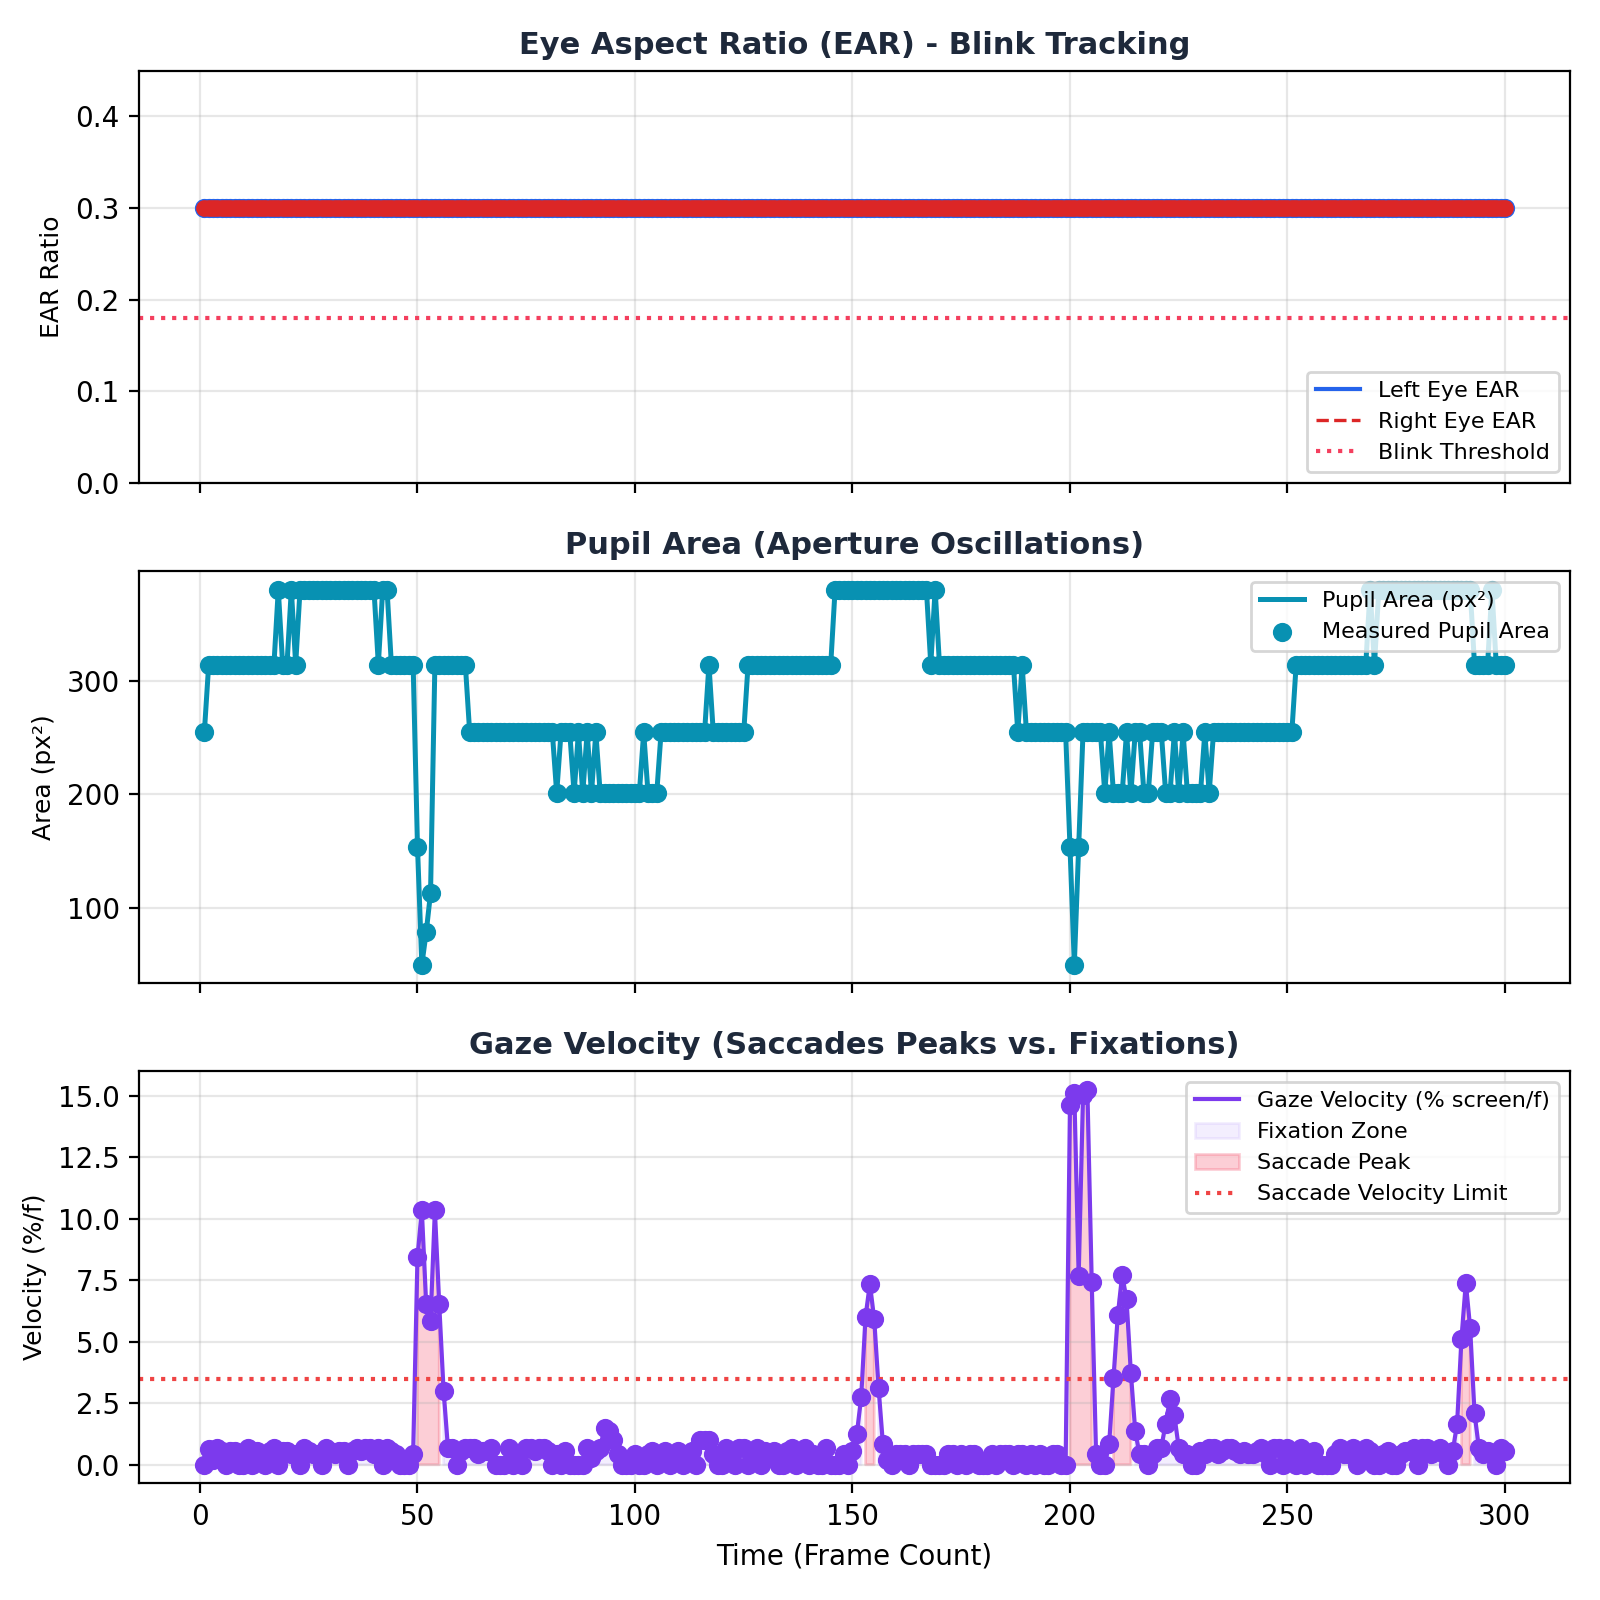 Eye Aspect Ratio (EAR) - Blink Tracking
EAR Ratio
0.4
0.3
0.2
0.1
0.0
Left Eye EAR
Right Eye EAR
Blink Threshold
Pupil Area (Aperture Oscillations)
Area (px²)
300
200
100
Pupil Area (px²)
Measured Pupil Area
Gaze Velocity (Saccades Peaks vs. Fixations)
Velocity (%/f)
15.0
12.5
10.0
7.5
5.0
2.5
0.0
Gaze Velocity (% screen/f)
Fixation Zone
Saccade Peak
Saccade Velocity Limit
0 50 100 150 200 250 300
Time (Frame Count)